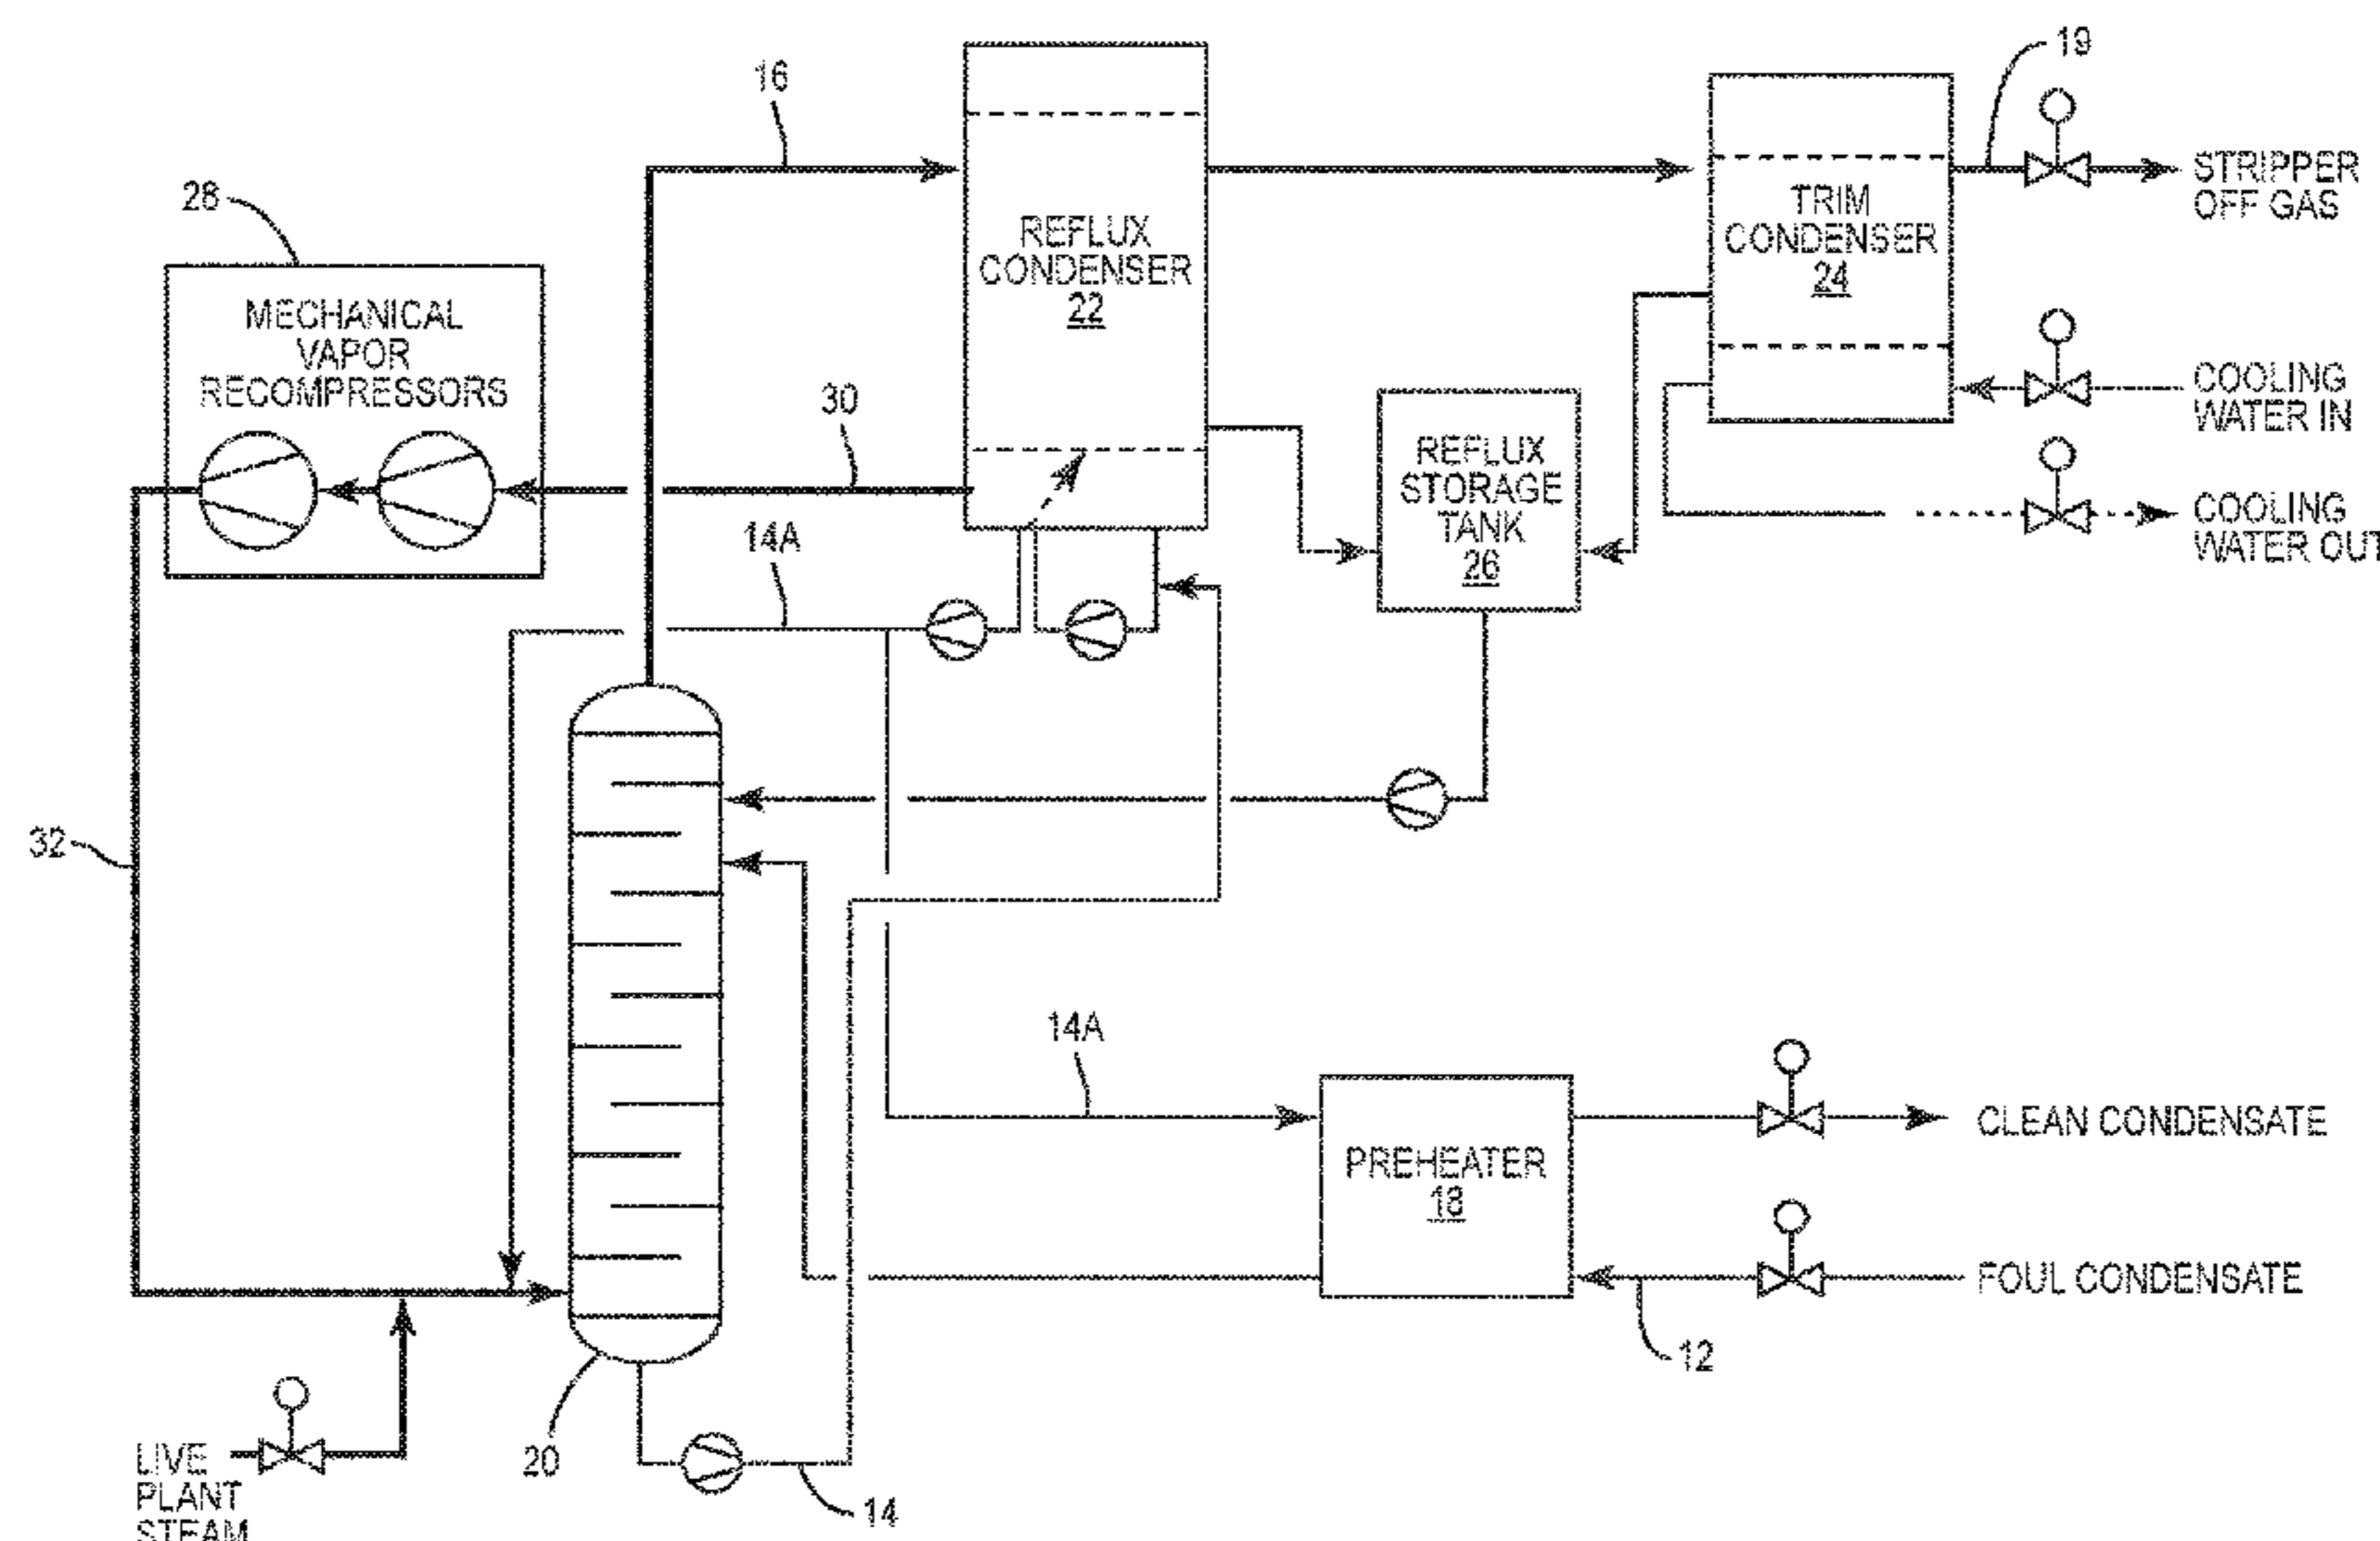 19
16
STRIPPER
OFF GAS
28
TRIM
CONDENSER
24
REFLUX
CONDENSER
22
MECHANICAL
VAPOR
RECOMPRESSORS
COOLING
WATER IN
30
REFLUX
STORAGE
TANK
26
COOLING
WATER OUT
14A
32
14A
CLEAN CONDENSATE
PREHEATER
18
FOUL CONDENSATE
12
20
LIVE
PLANT
STEAM
14